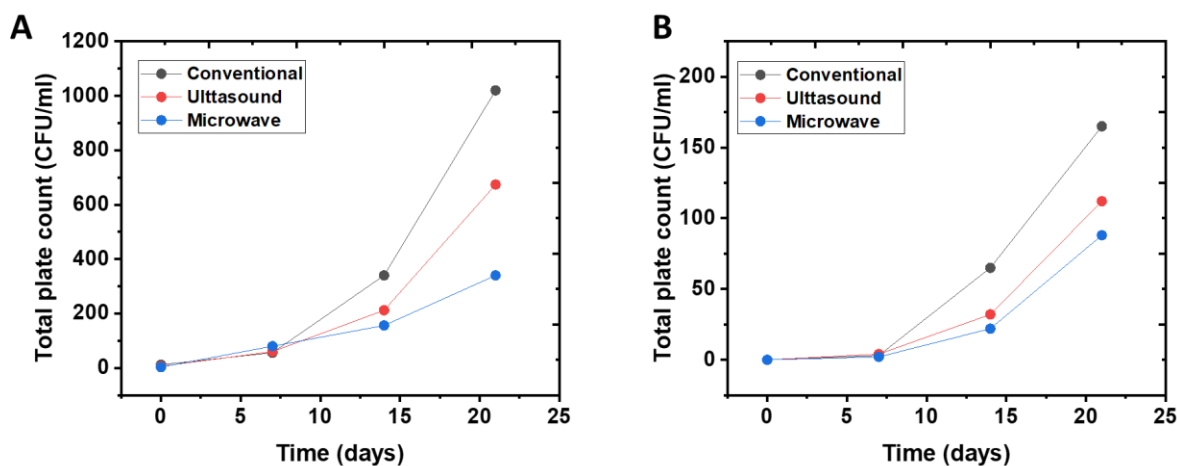 A
Total plate count (CFU/ml)
1200
1000
800
600
400
200
0
Conventional
Ulttasound
Microwave
0 5 10 15 20 25
Time (days)
B
Total plate count (CFU/ml)
200
150
100
50
0
Conventional
Ulttasound
Microwave
0 5 10 15 20 25
Time (days)